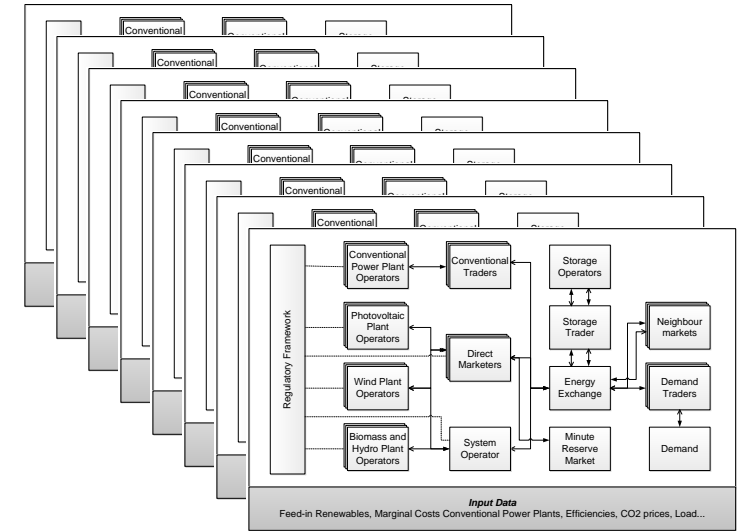 Conventional
Conventional
Conventional
Conventional
Conventional
Conventional
Conventional
Regulatory Framework
Conventional
Power Plant
Operators
Conventional
Traders
Storage
Operators
Photovoltaic
Plant
Operators
Storage
Trader
Neighbour
markets
Direct
Marketers
Wind Plant
Operators
Energy
Exchange
Demand
Traders
Biomass and
Hydro Plant
Operators
System
Operator
Minute
Reserve
Market
Demand
Input Data
Feed-in Renewables, Marginal Costs Conventional Power Plants, Efficiencies, CO2 prices, Load...